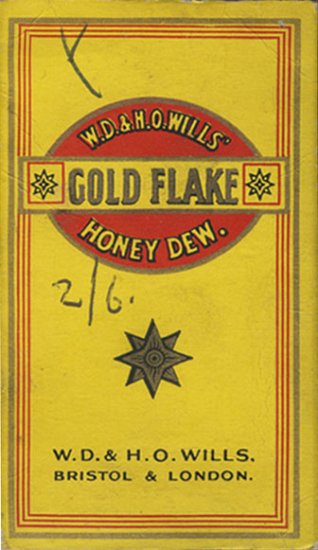 Y
W.D.&H.O.WILLS'
GOLD FLAKE
HONEY DEW.
2/6.
W.D. & H.O. WILLS.
BRISTOL & LONDON.